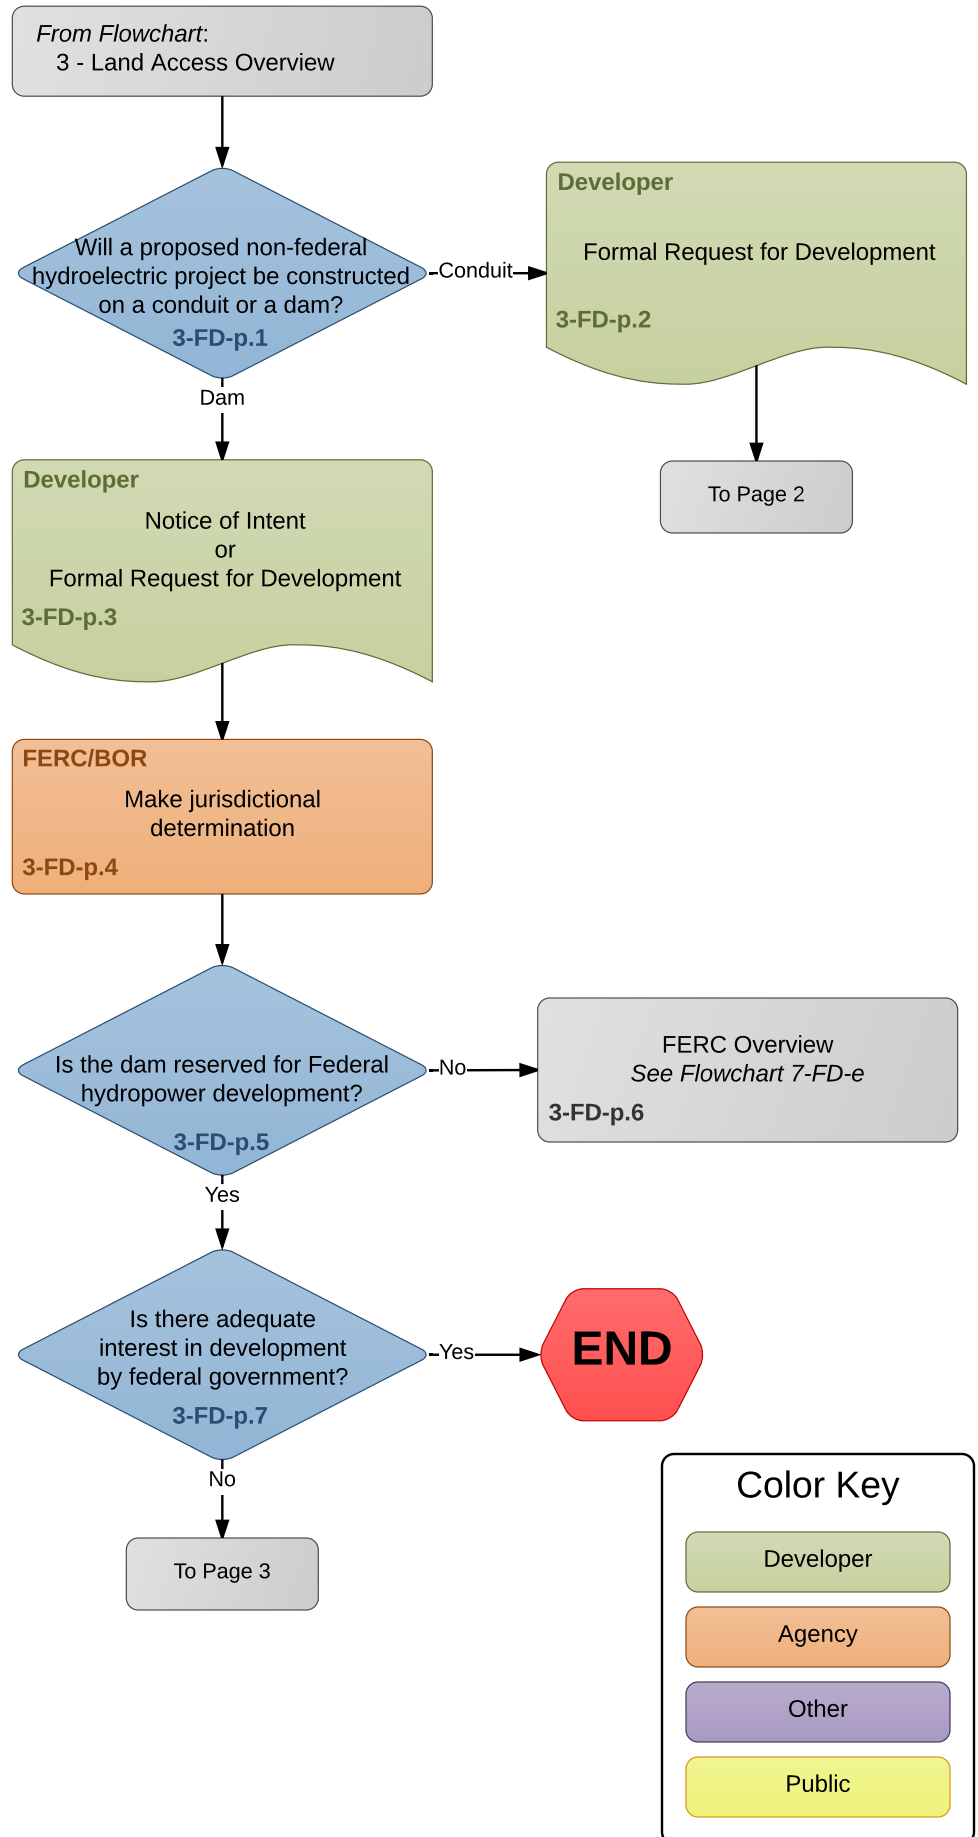 From Flowchart:
3 - Land Access Overview
Will a proposed non-federal
hydroelectric project be constructed
on a conduit or a dam?
3-FD-p.1
Conduit
Developer
Formal Request for Development
3-FD-p.2
To Page 2
Dam
Developer
Notice of Intent
or
Formal Request for Development
3-FD-p.3
FERC/BOR
Make jurisdictional
determination
3-FD-p.4
Is the dam reserved for Federal
hydropower development?
3-FD-p.5
No
FERC Overview
See Flowchart 7-FD-e
3-FD-p.6
Yes
Is there adequate
interest in development
by federal government?
3-FD-p.7
Yes
END
No
To Page 3
Color Key
Developer
Agency
Other
Public